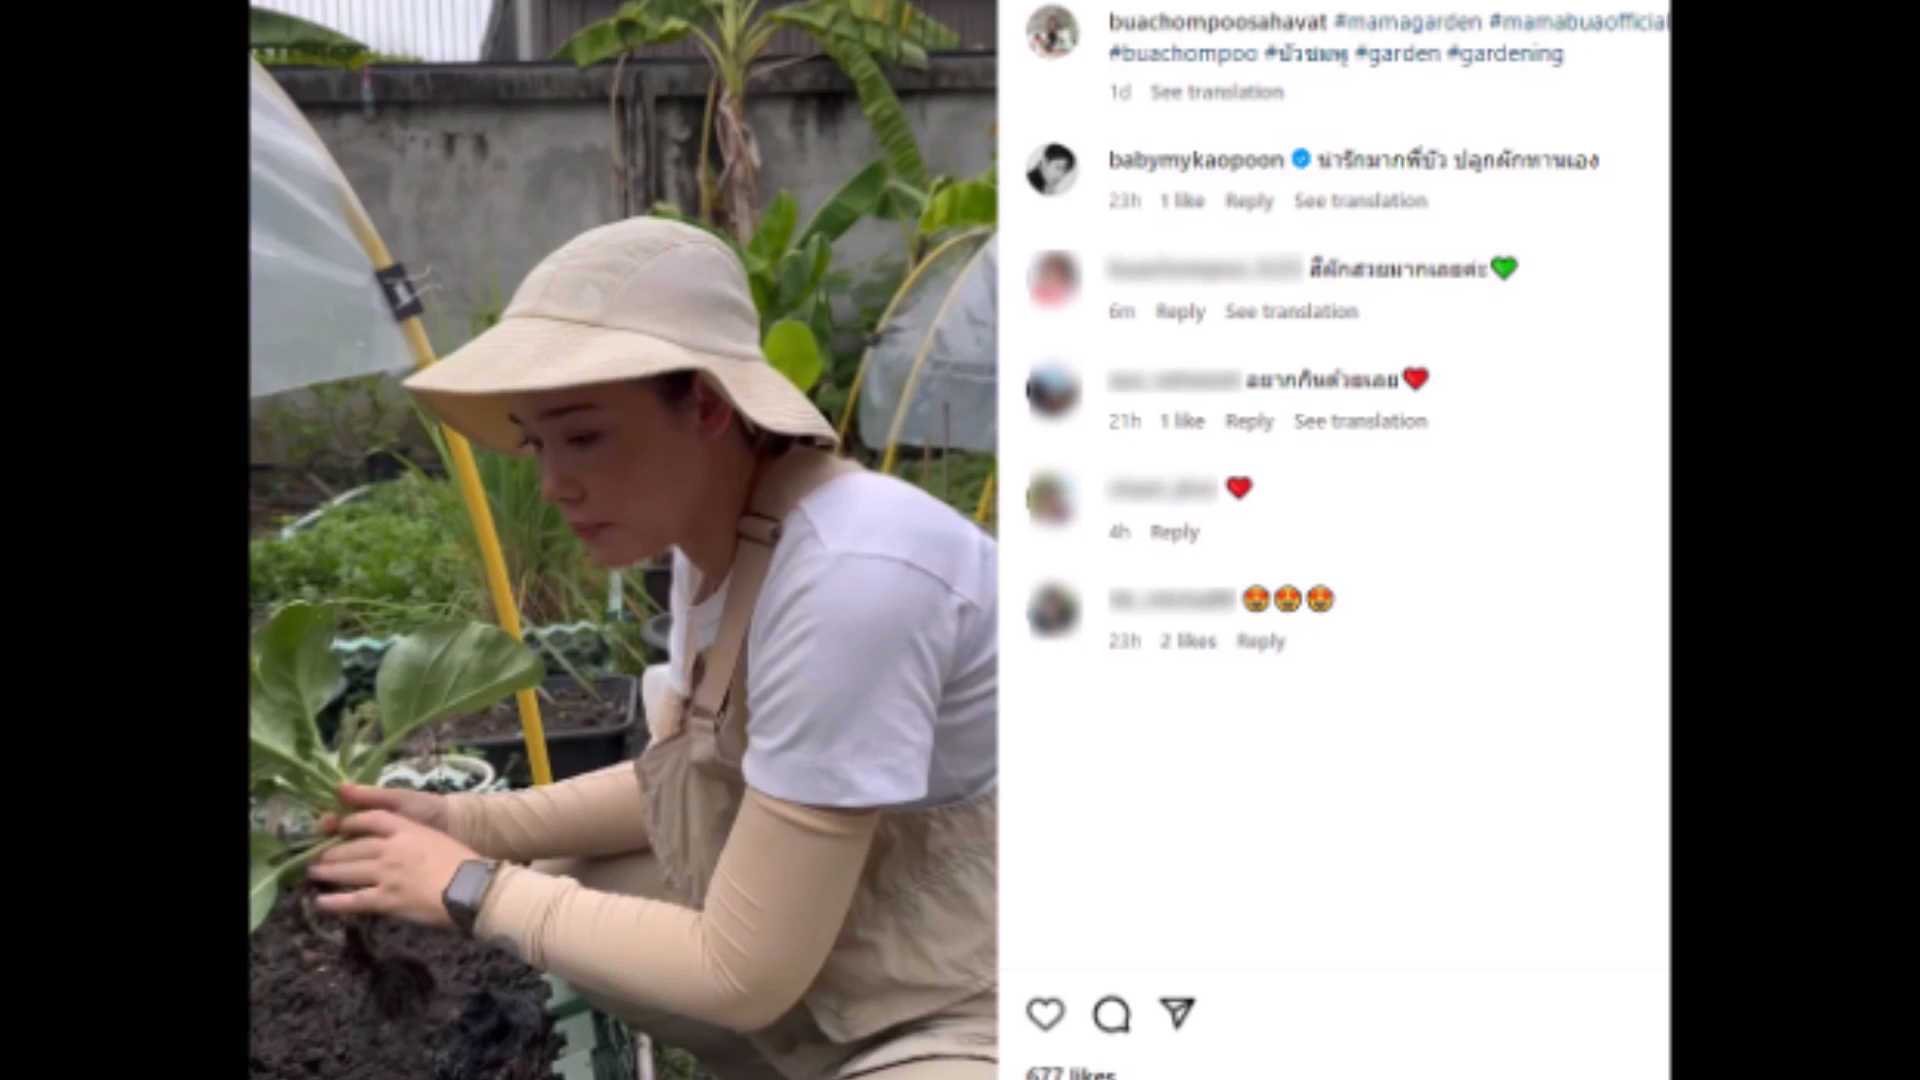 buachompoosahavat #mamagarden #mamabuaofficial
#buachompoo #บัวชมพู #garden #gardening
1d See translation
babymykaopoon น่ารักมากพี่บัว ปลูกผักทานเอง
23h 1 like Reply See translation
สีผักสวยมากเลยค่ะ💚
6m Reply See translation
อยากกินด้วยเลย❤️
21h 1 like Reply See translation
❤️
4h Reply
😍😍😍
23h 2 likes Reply
677 likes